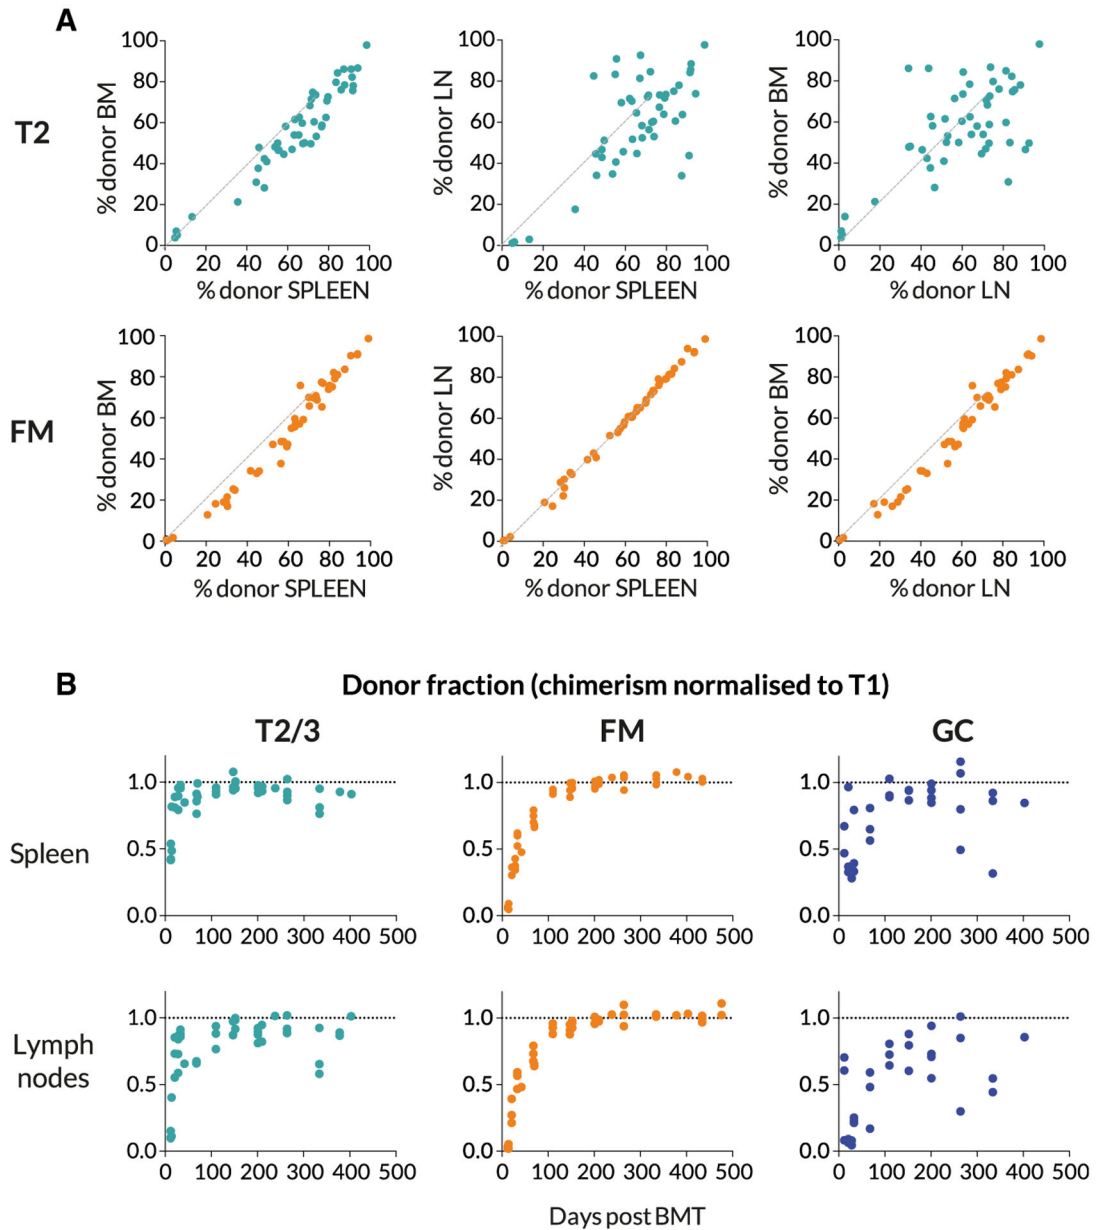 A
T2
% donor BM
100
80
60
40
20
0
0 20 40 60 80 100
% donor SPLEEN
% donor LN
100
80
60
40
20
0
0 20 40 60 80 100
% donor SPLEEN
% donor BM
100
80
60
40
20
0
0 20 40 60 80 100
% donor LN
FM
% donor BM
100
80
60
40
20
0
0 20 40 60 80 100
% donor SPLEEN
% donor LN
100
80
60
40
20
0
0 20 40 60 80 100
% donor SPLEEN
% donor BM
100
80
60
40
20
0
0 20 40 60 80 100
% donor LN
B
Donor fraction (chimerism normalised to T1)
T2/3
FM
GC
Spleen
1.0
0.5
0.0
0 100 200 300 400 500
1.0
0.5
0.0
0 100 200 300 400 500
1.0
0.5
0.0
0 100 200 300 400 500
Lymph
nodes
1.0
0.5
0.0
0 100 200 300 400 500
1.0
0.5
0.0
0 100 200 300 400 500
1.0
0.5
0.0
0 100 200 300 400 500
Days post BMT